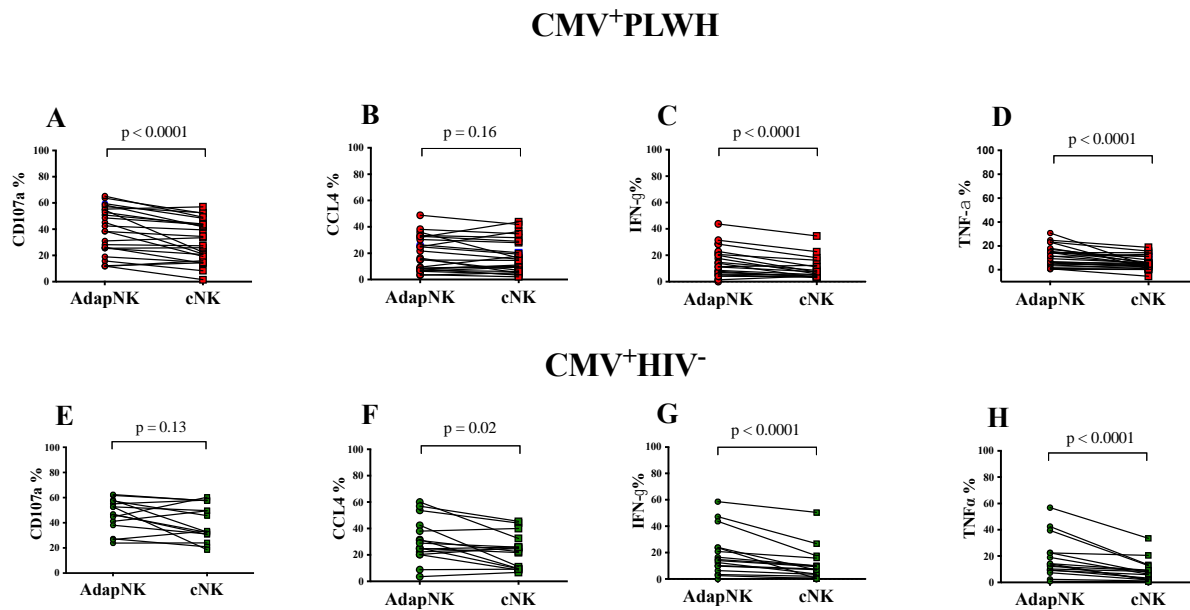 CMV⁺PLWH
A
p < 0.0001
CD107a %
100
80
60
40
20
0
AdapNK cNK
B
p = 0.16
CCL4 %
100
80
60
40
20
0
AdapNK cNK
C
p < 0.0001
IFN-g %
100
80
60
40
20
0
AdapNK cNK
D
p < 0.0001
TNF-a %
100
80
60
40
20
0
AdapNK cNK
CMV⁺HIV⁻
E
p = 0.13
CD107a %
100
80
60
40
20
0
AdapNK cNK
F
p = 0.02
CCL4 %
100
80
60
40
20
0
AdapNK cNK
G
p < 0.0001
IFN-g%
100
80
60
40
20
0
AdapNK cNK
H
p < 0.0001
TNFα %
100
80
60
40
20
0
AdapNK cNK